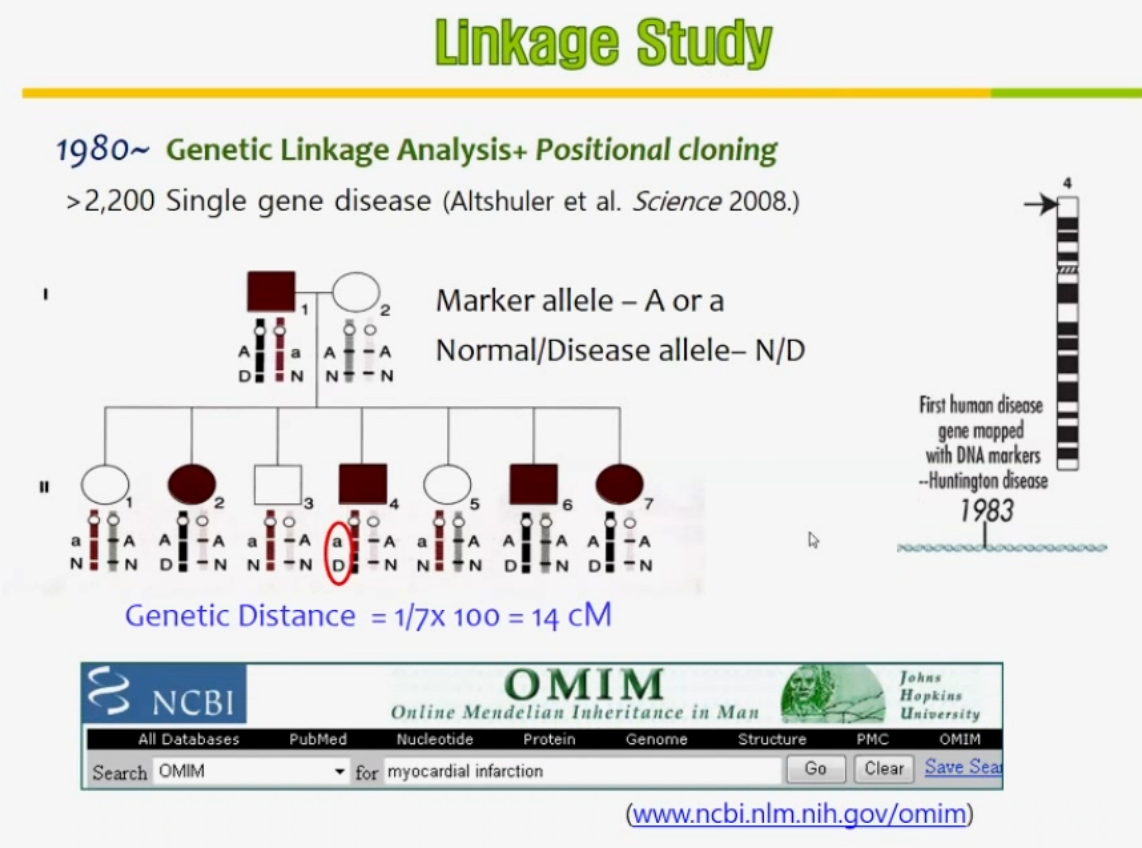 Linkage Study
1980~ Genetic Linkage Analysis+ Positional cloning
>2,200 Single gene disease (Altshuler et al. Science 2008.)
4
I
1
2
A a A A
D N N N
Marker allele – A or a
Normal/Disease allele– N/D
First human disease
gene mapped
with DNA markers
--Huntington disease
1983
II
1 2 3 4 5 6 7
a A A A a A a A a A A A A A
N N D N N N D N N N D N D N
Genetic Distance = 1/7x 100 = 14 cM
NCBI
OMIM
Online Mendelian Inheritance in Man
Johns
Hopkins
University
All Databases PubMed Nucleotide Protein Genome Structure PMC OMIM
Search OMIM for myocardial infarction Go Clear Save Sear
(www.ncbi.nlm.nih.gov/omim)